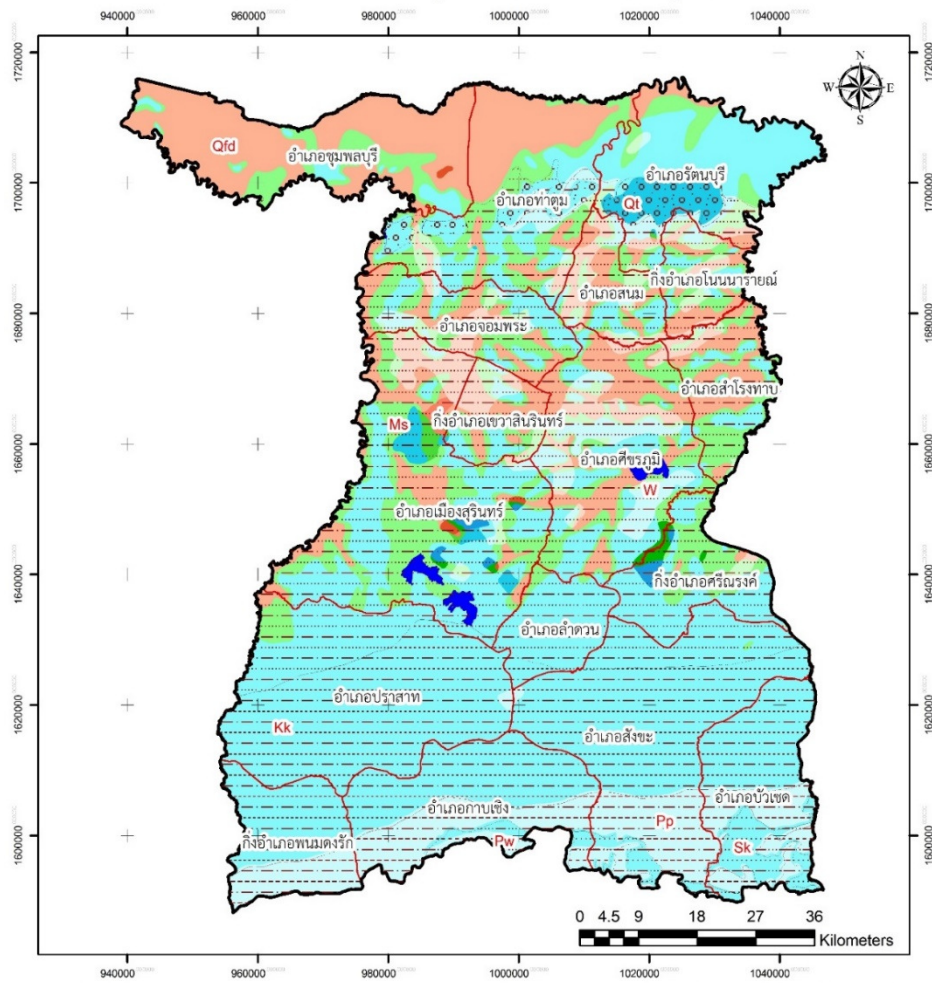 940000 960000 980000 1000000 1020000 1040000
1720000 1720000
N
W E
S
Qfd
อำเภอชุมพลบุรี
อำเภอรัตนบุรี
1700000 1700000
อำเภอท่าตูม
Qt
กิ่งอำเภอโนนนารายณ์
อำเภอสนม
1680000 1680000
อำเภอจอมพระ
อำเภอสำโรงทาบ
Ms
กิ่งอำเภอเขวาสินรินทร์
1660000 1660000
อำเภอศีขรภูมิ
W
อำเภอเมืองสุรินทร์
1640000 1640000
กิ่งอำเภอศรีณรงค์
อำเภอลำดวน
อำเภอปราสาท
1620000 1620000
Kk
อำเภอสังขะ
อำเภอบัวเชด
อำเภอกาบเชิง
Pp
กิ่งอำเภอพนมดงรัก
Pw
Sk
1600000 1600000
0 4.5 9 18 27 36
Kilometers
940000 960000 980000 1000000 1020000 1040000